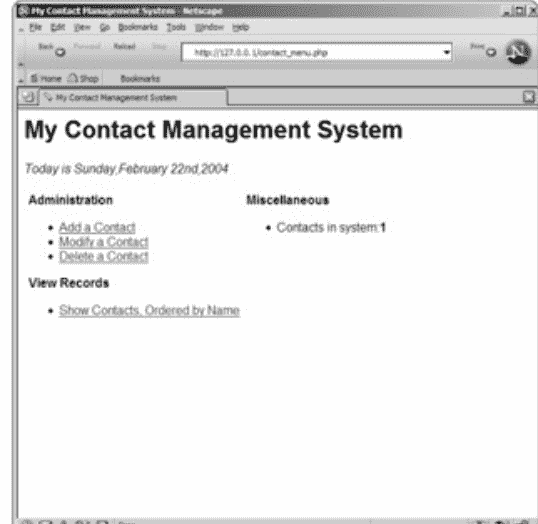 My Contact Management System - Netscape
File Edit View Go Bookmarks Tools Window Help
Back Forward Reload Stop http://127.0.0.1/contact_menu.php Print N
Home Shop Bookmarks
My Contact Management System
My Contact Management System
Today is Sunday,February 22nd,2004
Administration Miscellaneous
Add a Contact Contacts in system:1
Modify a Contact
Delete a Contact
View Records
Show Contacts, Ordered by Name